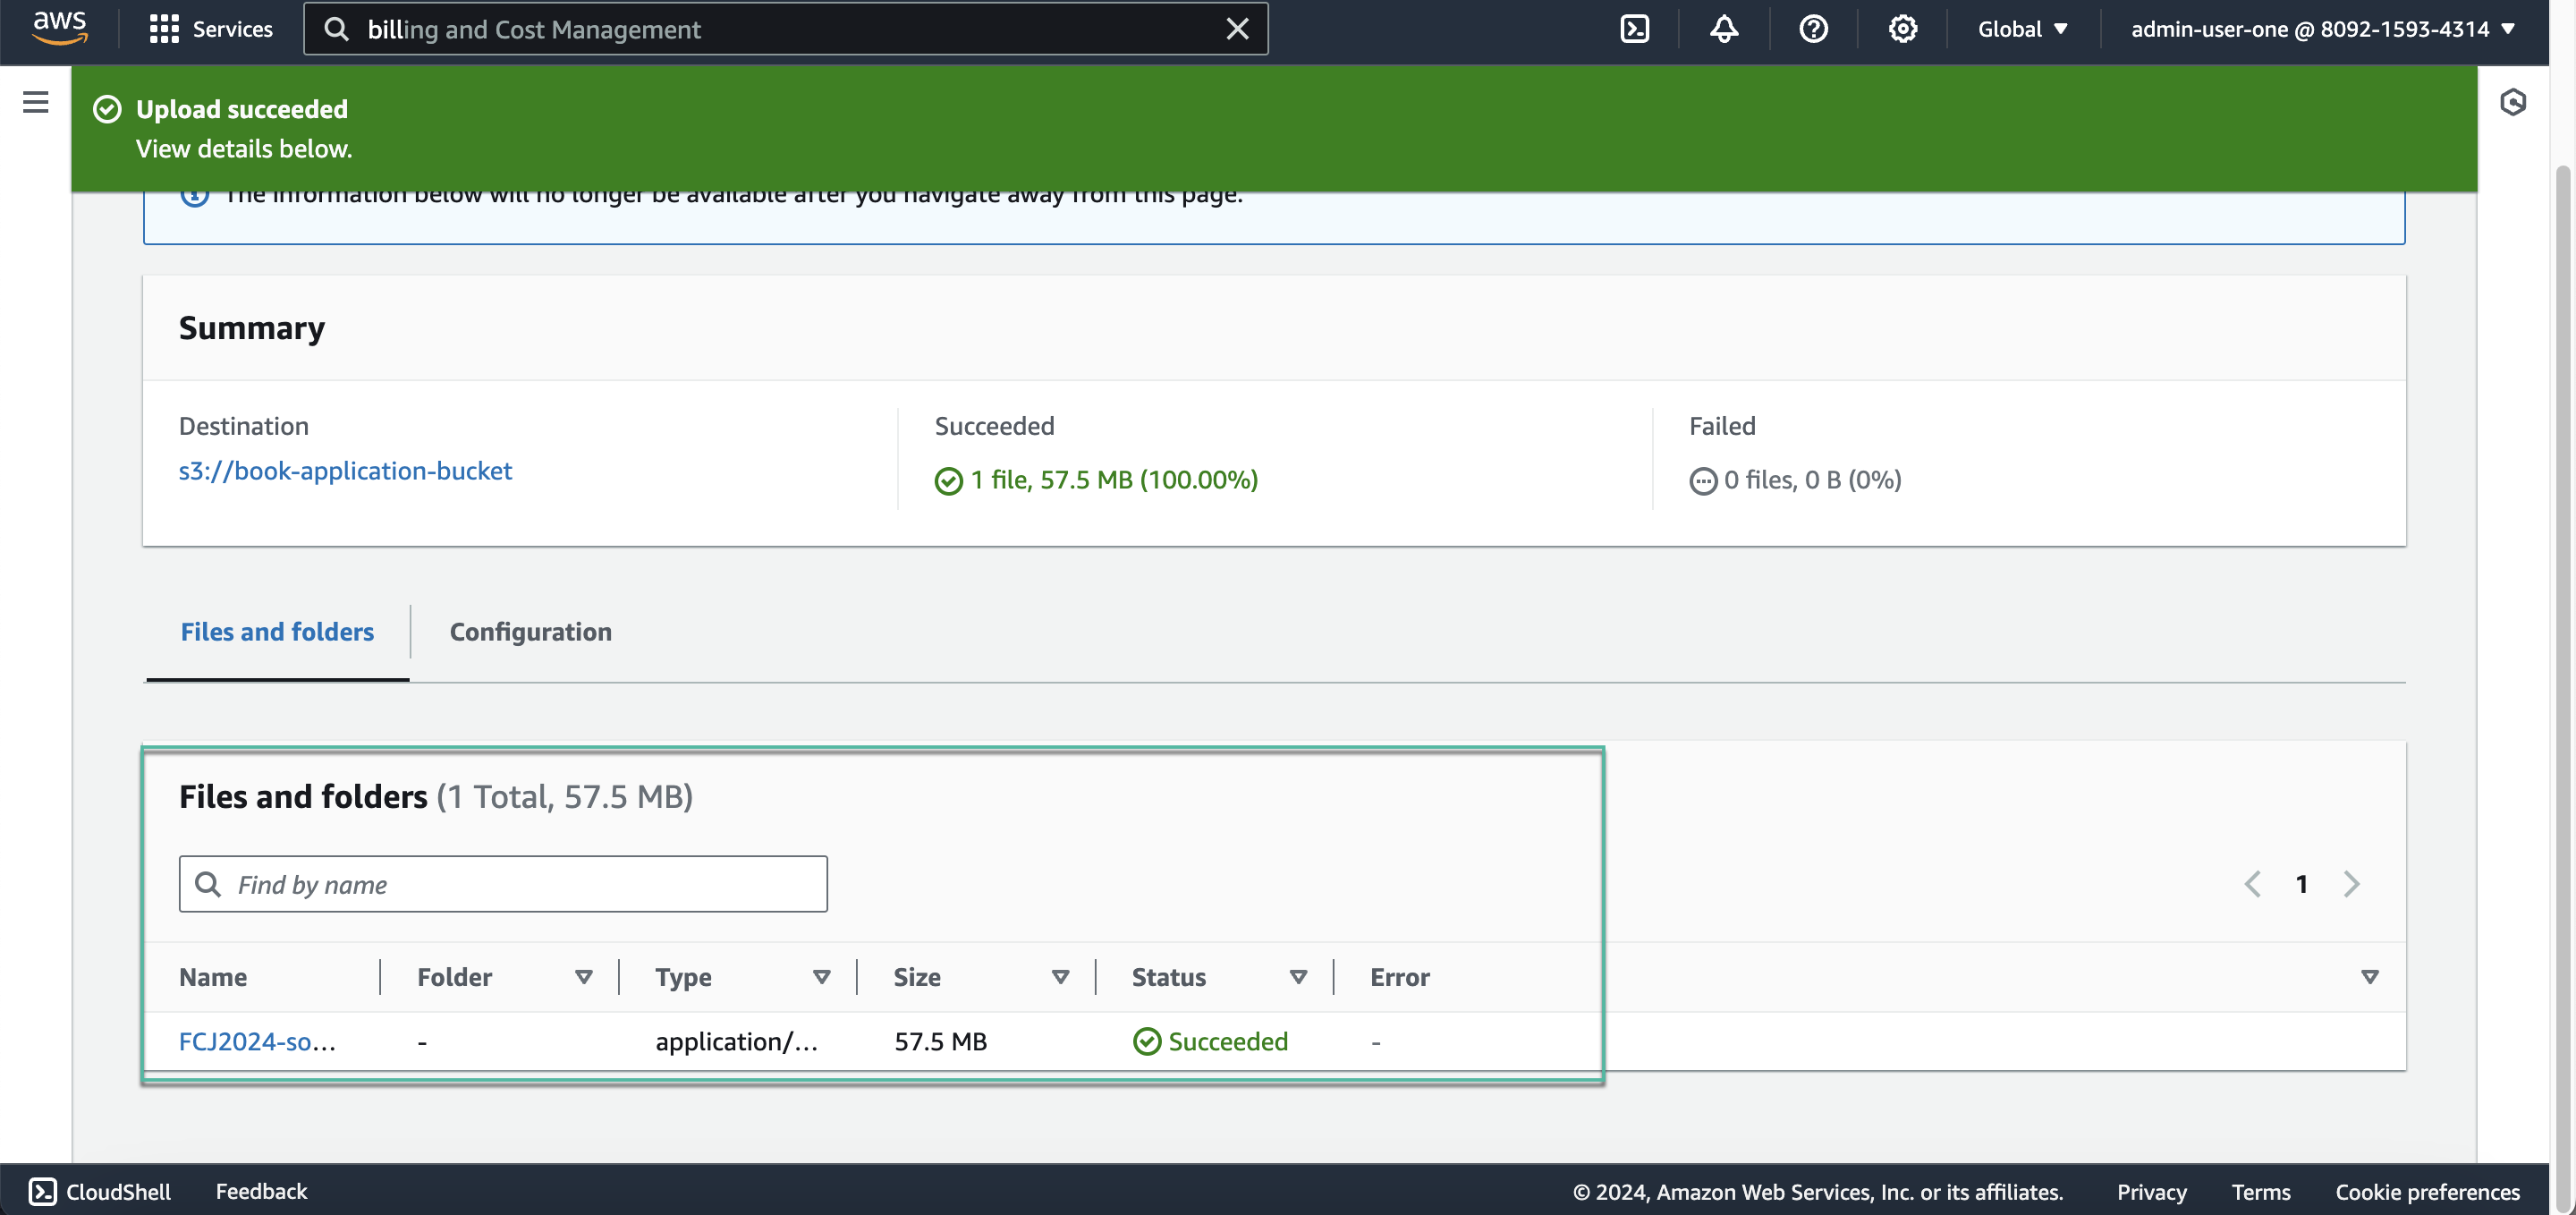 aws
Services
billing and Cost Management
Global
admin-user-one @ 8092-1593-4314
Upload succeeded
View details below.
The information below will no longer be available after you navigate away from this page.
Summary
Destination
s3://book-application-bucket
Succeeded
1 file, 57.5 MB (100.00%)
Failed
0 files, 0 B (0%)
Files and folders
Configuration
Files and folders (1 Total, 57.5 MB)
Find by name
1
Name Folder Type Size Status Error
FCJ2024-so... - application/... 57.5 MB Succeeded -
CloudShell Feedback © 2024, Amazon Web Services, Inc. or its affiliates. Privacy Terms Cookie preferences